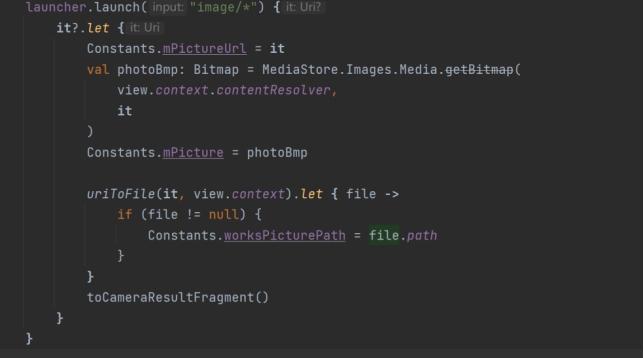 launcher.launch( input: "image/*") { it: Uri?
it?.let { it: Uri
Constants.mPictureUrl = it
val photoBmp: Bitmap = MediaStore.Images.Media.getBitmap(
view.context.contentResolver,
it
)
Constants.mPicture = photoBmp
uriToFile(it, view.context).let { file ->
if (file != null) {
Constants.worksPicturePath = file.path
}
}
toCameraResultFragment()
}
}